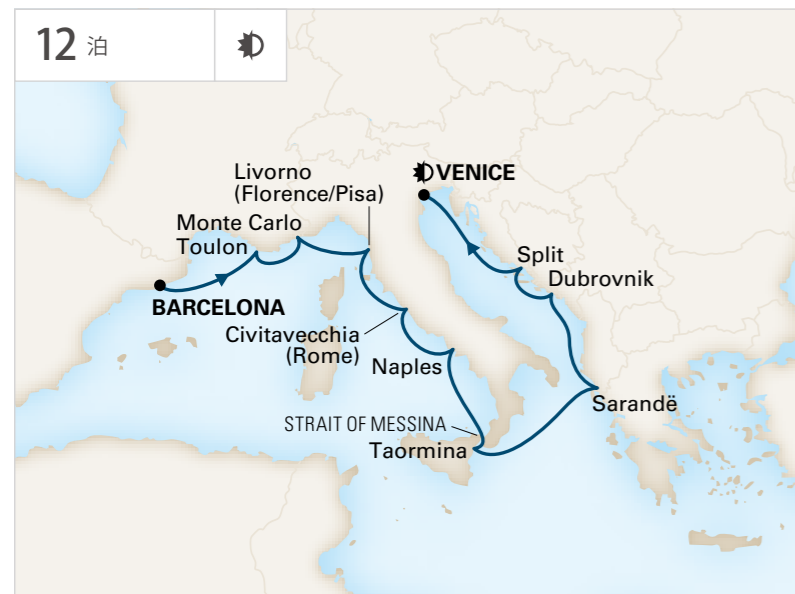 12 泊
Livorno
(Florence/Pisa)
VENICE
Monte Carlo
Toulon
Split
Dubrovnik
BARCELONA
Civitavecchia
(Rome)
Naples
Sarandë
STRAIT OF MESSINA
Taormina